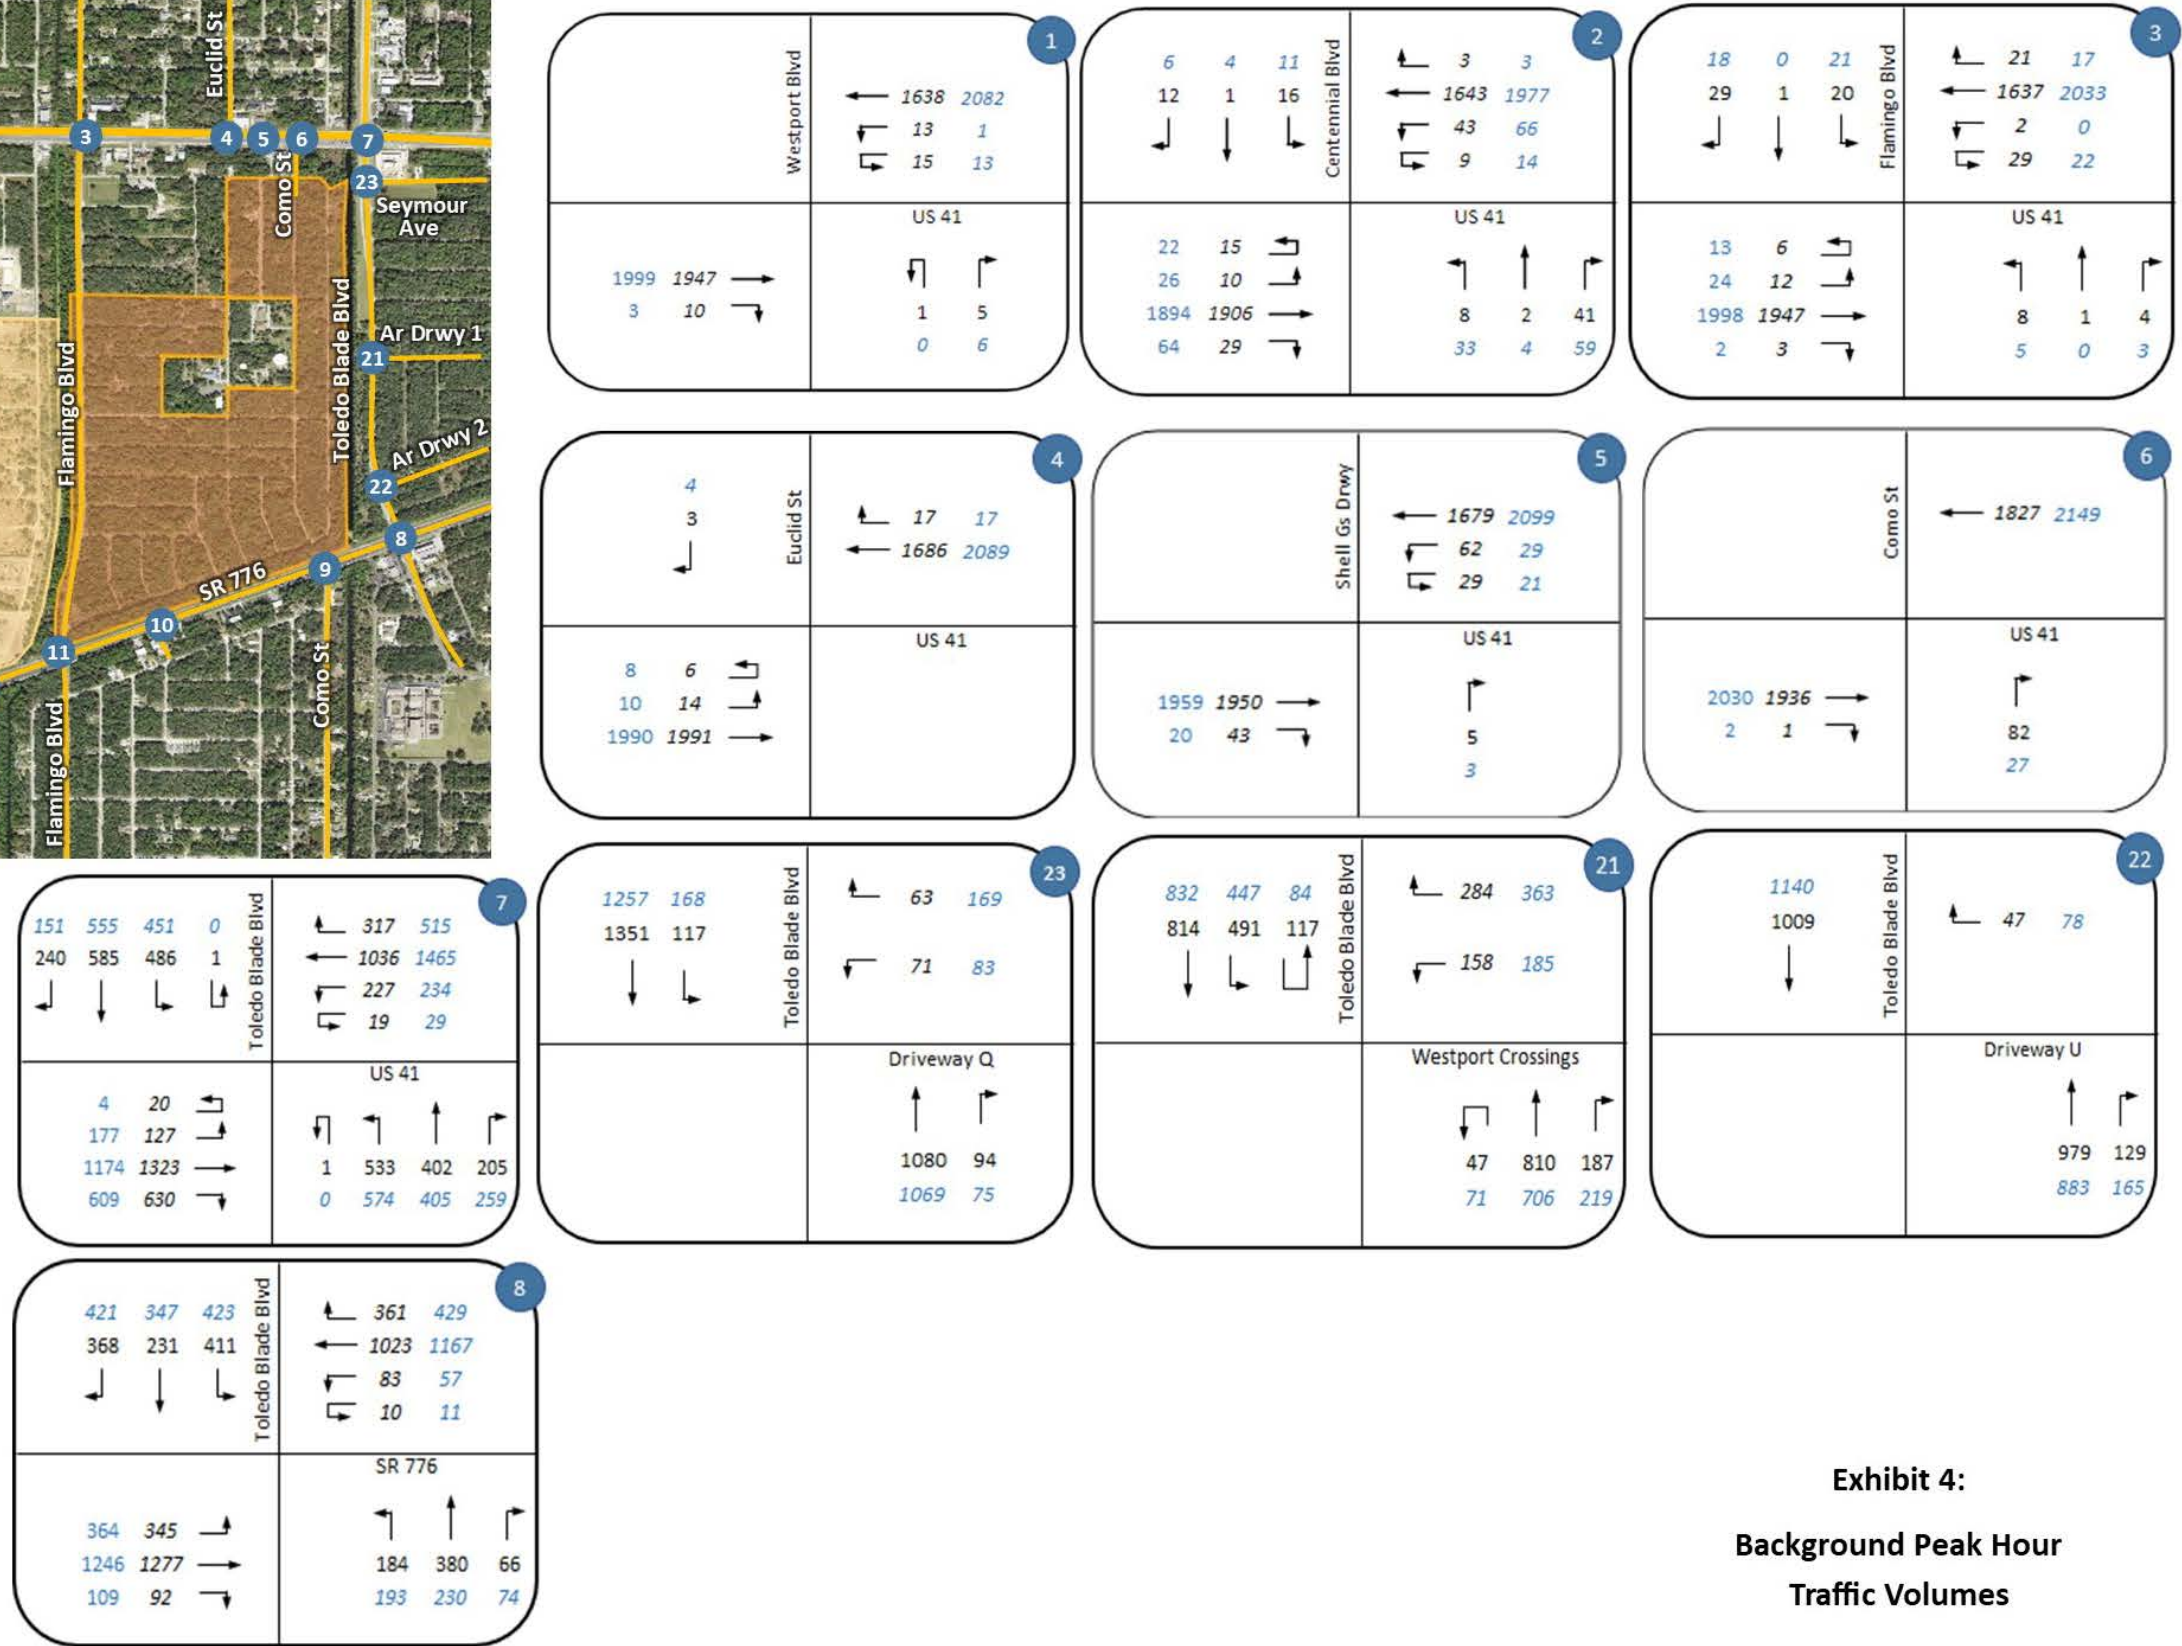 Euclid St
3
4
5
6
7
23
Como St
Seymour
Ave
Toledo Blade Blvd
Ar Drwy 1
21
Flamingo Blvd
Ar Drwy 2
22
8
SR 776
9
10
11
Como St
Flamingo Blvd
1
Westport Blvd
1638 2082
13 1
15 13
US 41
1999 1947
3 10
1 5
0 6
2
6 4 11
12 1 16
Centennial Blvd
3 3
1643 1977
43 66
9 14
US 41
22 15
26 10
1894 1906
64 29
8 2 41
33 4 59
3
18 0 21
29 1 20
Flamingo Blvd
21 17
1637 2033
2 0
29 22
US 41
13 6
24 12
1998 1947
2 3
8 1 4
5 0 3
4
4
3
Euclid St
17 17
1686 2089
US 41
8 6
10 14
1990 1991
5
Shell Gs Drwy
1679 2099
62 29
29 21
US 41
1959 1950
20 43
5
3
6
Como St
1827 2149
US 41
2030 1936
2 1
82
27
7
151 555 451 0
240 585 486 1
Toledo Blade Blvd
317 515
1036 1465
227 234
19 29
US 41
4 20
177 127
1174 1323
609 630
1 533 402 205
0 574 405 259
23
1257 168
1351 117
Toledo Blade Blvd
63 169
71 83
Driveway Q
1080 94
1069 75
21
832 447 84
814 491 117
Toledo Blade Blvd
284 363
158 185
Westport Crossings
47 810 187
71 706 219
22
1140
1009
Toledo Blade Blvd
47 78
Driveway U
979 129
883 165
8
421 347 423
368 231 411
Toledo Blade Blvd
361 429
1023 1167
83 57
10 11
SR 776
364 345
1246 1277
109 92
184 380 66
193 230 74
Exhibit 4:
Background Peak Hour
Traffic Volumes